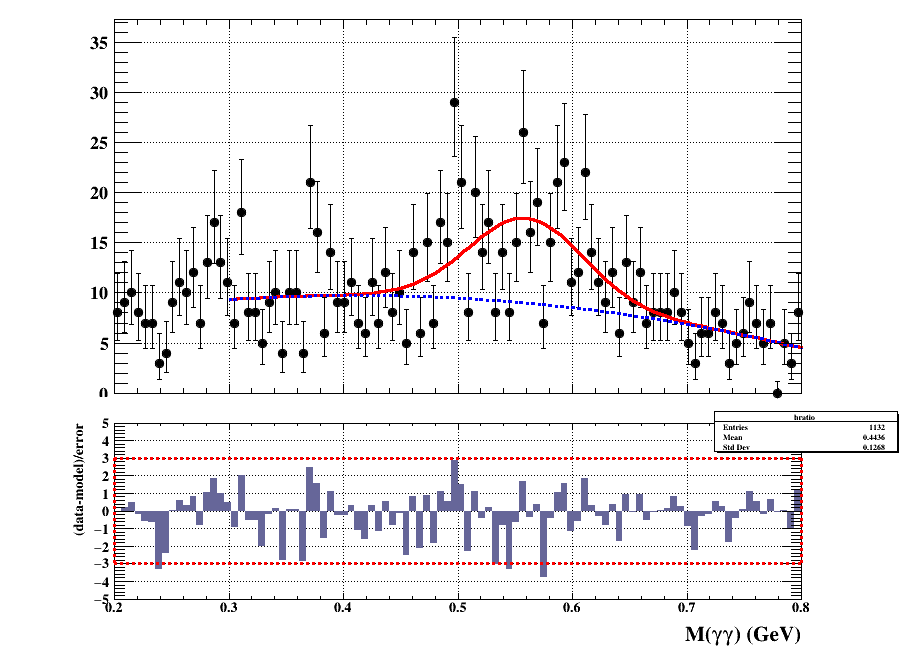 35
30
25
20
15
10
5
0
hratio
Entries 1132
Mean 0.4436
Std Dev 0.1268
(data-model)/error
5
4
3
2
1
0
−1
−2
−3
−4
−5
0.2 0.3 0.4 0.5 0.6 0.7 0.8
M(γγ) (GeV)